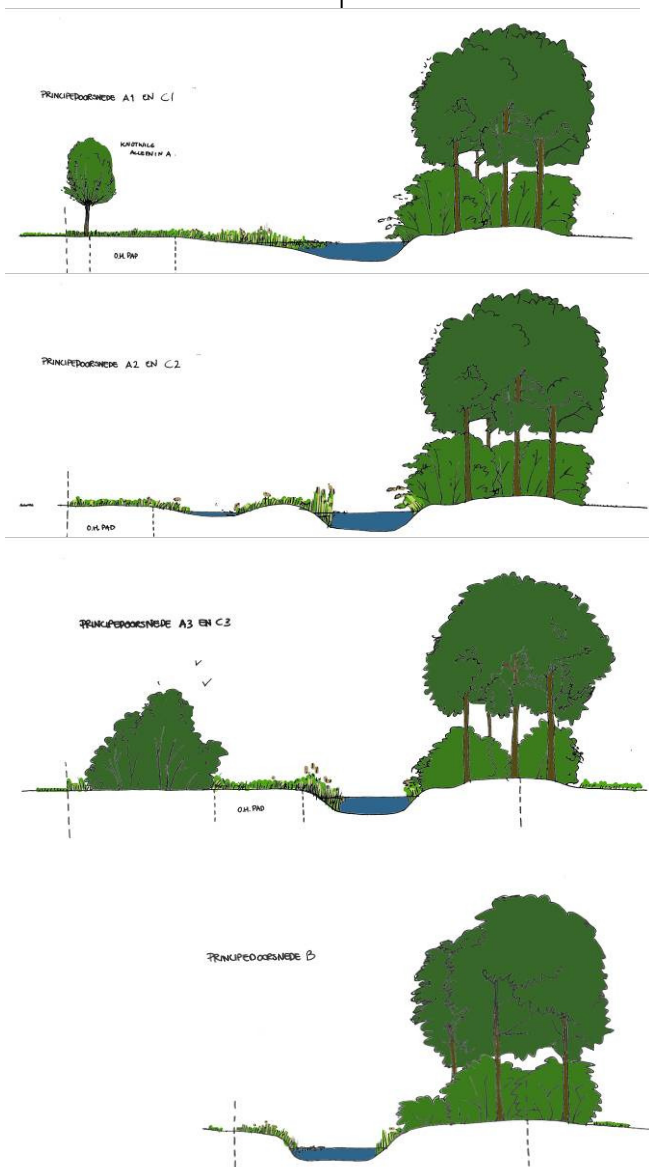 PRINCIPEDOORSNEDE A1 EN C1
KNOTWILG
ALLEEN IN A.
O.H. PAD
PRINCIPEDOORSNEDE A2 EN C2
O.H. PAD
PRINCIPEDOORSNEDE A3 EN C3
O.H. PAD
PRINCIPEDOORSNEDE B